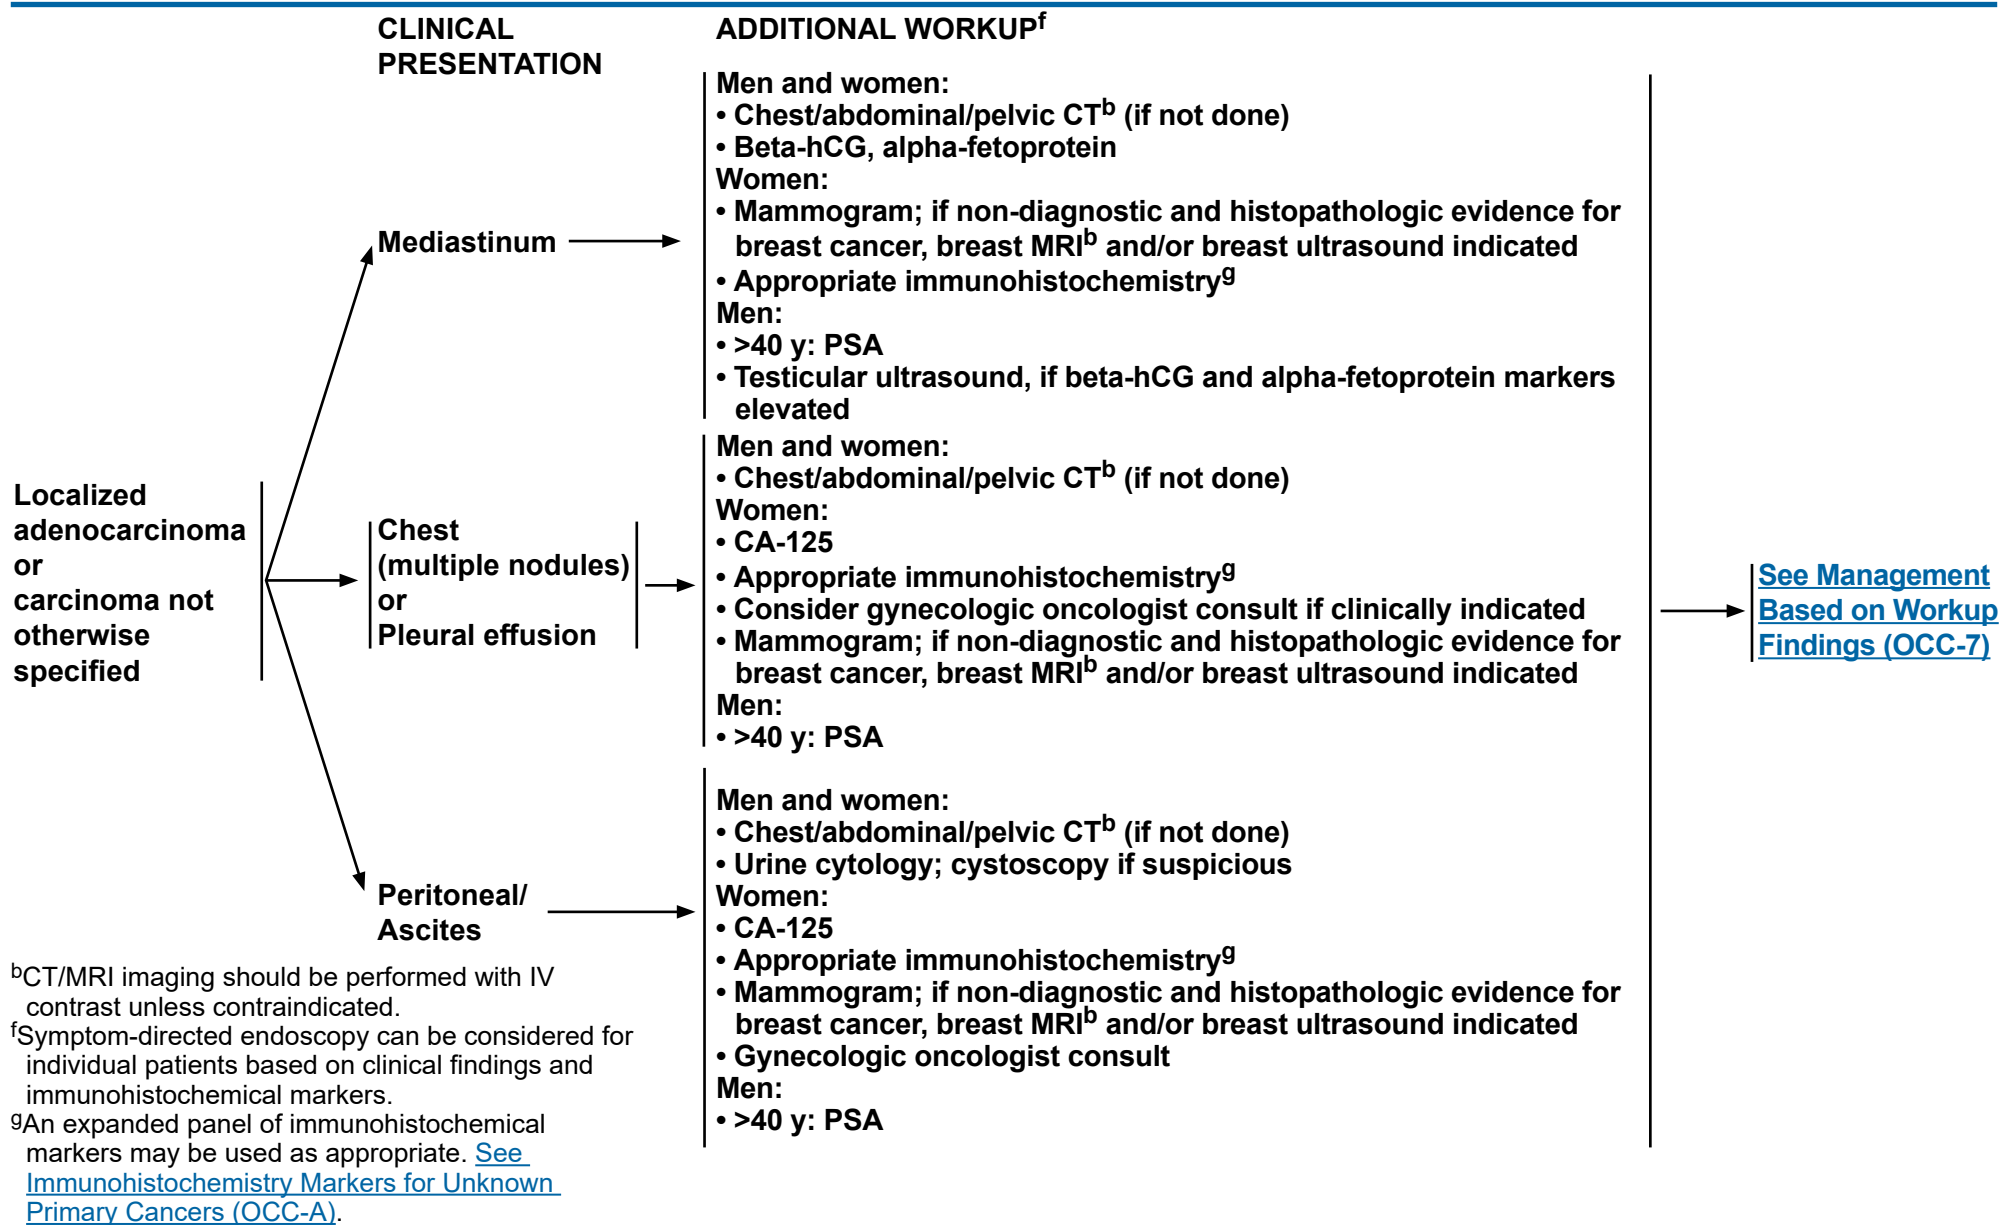 CLINICAL
PRESENTATION
ADDITIONAL WORKUPf
Localized
adenocarcinoma
or
carcinoma not
otherwise
specified
Mediastinum
Men and women:
• Chest/abdominal/pelvic CTb (if not done)
• Beta-hCG, alpha-fetoprotein
Women:
• Mammogram; if non-diagnostic and histopathologic evidence for
breast cancer, breast MRIb and/or breast ultrasound indicated
• Appropriate immunohistochemistryg
Men:
• >40 y: PSA
• Testicular ultrasound, if beta-hCG and alpha-fetoprotein markers
elevated
Chest
(multiple nodules)
or
Pleural effusion
Men and women:
• Chest/abdominal/pelvic CTb (if not done)
Women:
• CA-125
• Appropriate immunohistochemistryg
• Consider gynecologic oncologist consult if clinically indicated
• Mammogram; if non-diagnostic and histopathologic evidence for
breast cancer, breast MRIb and/or breast ultrasound indicated
Men:
• >40 y: PSA
Peritoneal/
Ascites
Men and women:
• Chest/abdominal/pelvic CTb (if not done)
• Urine cytology; cystoscopy if suspicious
Women:
• CA-125
• Appropriate immunohistochemistryg
• Mammogram; if non-diagnostic and histopathologic evidence for
breast cancer, breast MRIb and/or breast ultrasound indicated
• Gynecologic oncologist consult
Men:
• >40 y: PSA
See Management
Based on Workup
Findings (OCC-7)
bCT/MRI imaging should be performed with IV
contrast unless contraindicated.
fSymptom-directed endoscopy can be considered for
individual patients based on clinical findings and
immunohistochemical markers.
gAn expanded panel of immunohistochemical
markers may be used as appropriate. See
Immunohistochemistry Markers for Unknown
Primary Cancers (OCC-A).